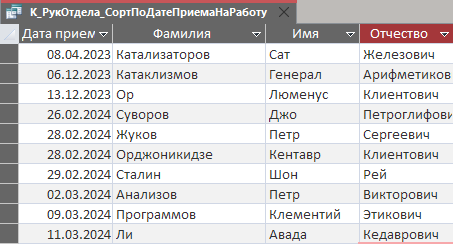 К_РукОтдела_СортПоДатеПриемаНаРаботу
Дата прием Фамилия Имя Отчество
08.04.2023 Катализаторов Сат Железович
06.12.2023 Катаклизмов Генерал Арифметиков
13.12.2023 Ор Люменус Клиентович
26.02.2024 Суворов Джо Петроглифови
28.02.2024 Жуков Петр Сергеевич
28.02.2024 Орджоникидзе Кентавр Клиентович
29.02.2024 Сталин Шон Рей
02.03.2024 Анализов Петр Викторович
09.03.2024 Программов Клементий Этикович
11.03.2024 Ли Авада Кедаврович